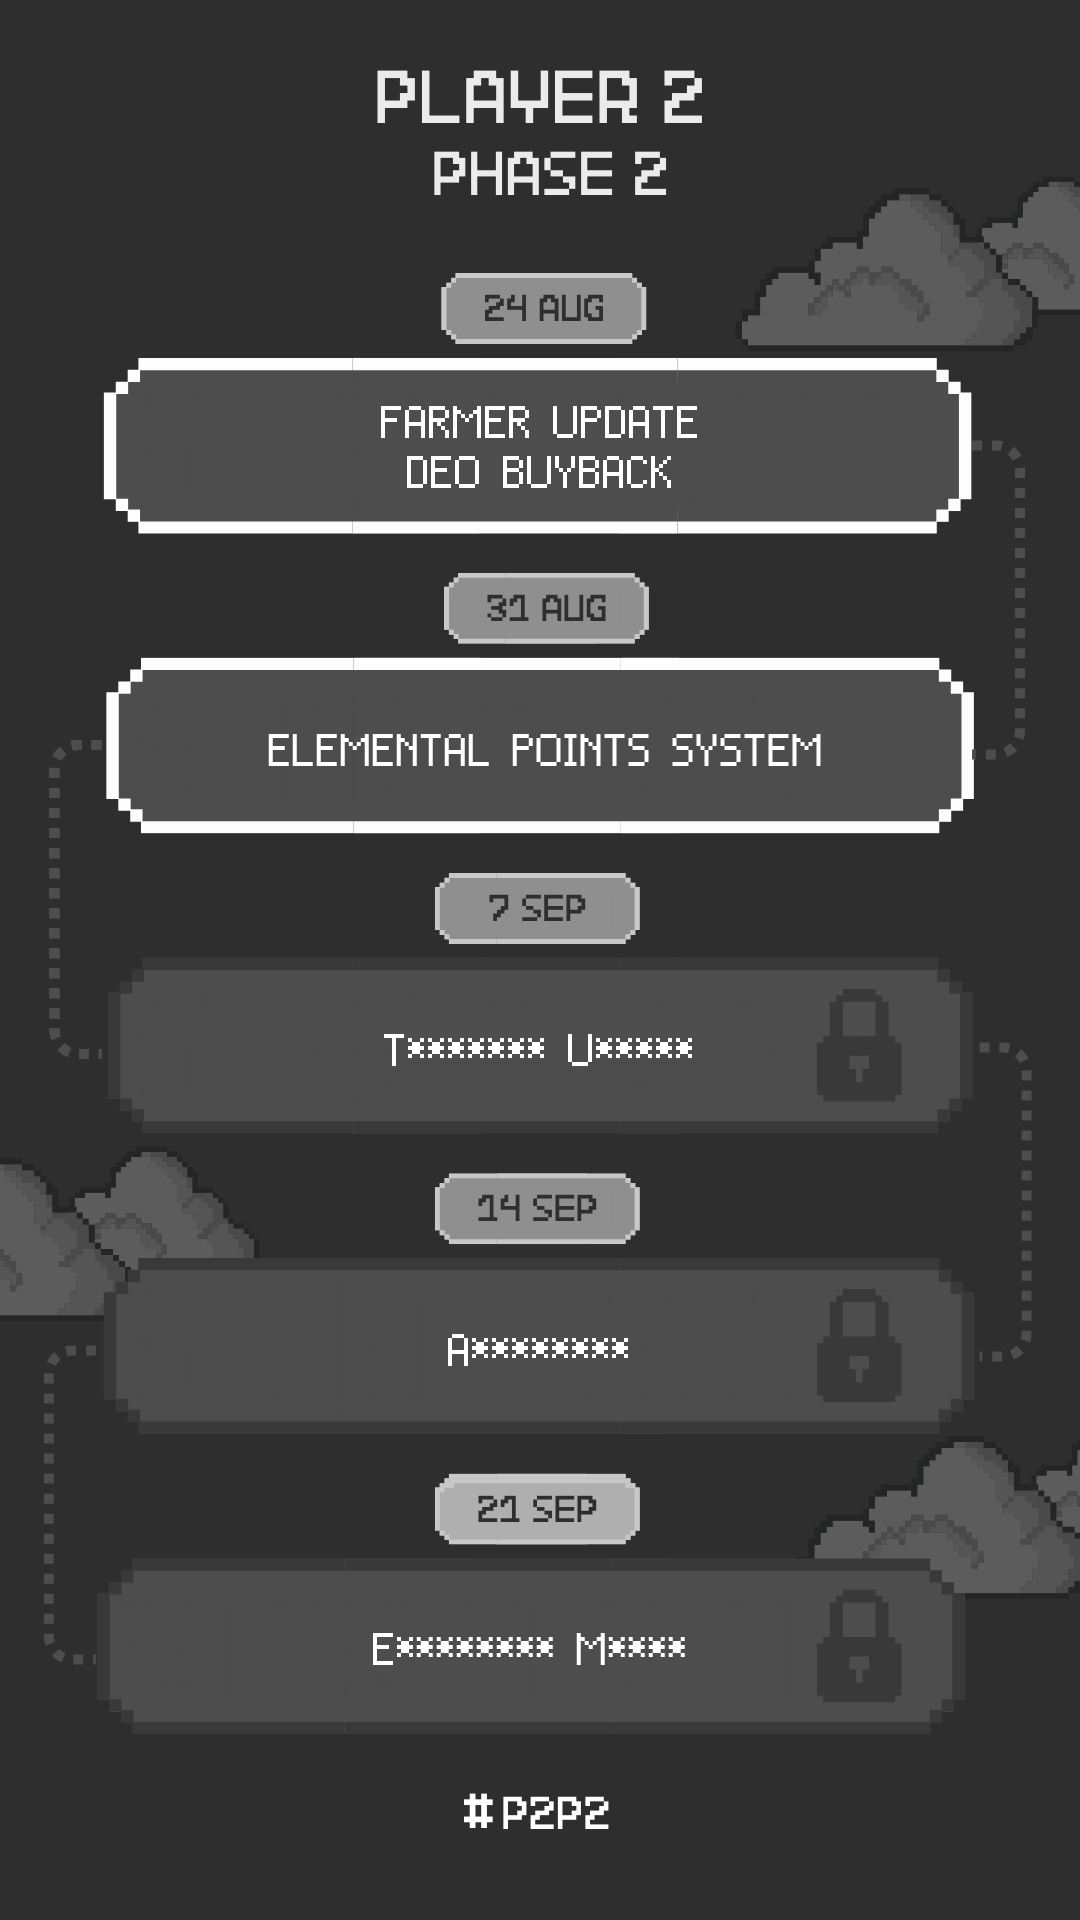 PLAYER 2
PHASE 2
24 AUG
FARMER UPDATE
DEO BUYBACK
31 AUG
ELEMENTAL POINTS SYSTEM
7 SEP
T******* U*****
14 SEP
A********
21 SEP
E******** M****
#P2P2